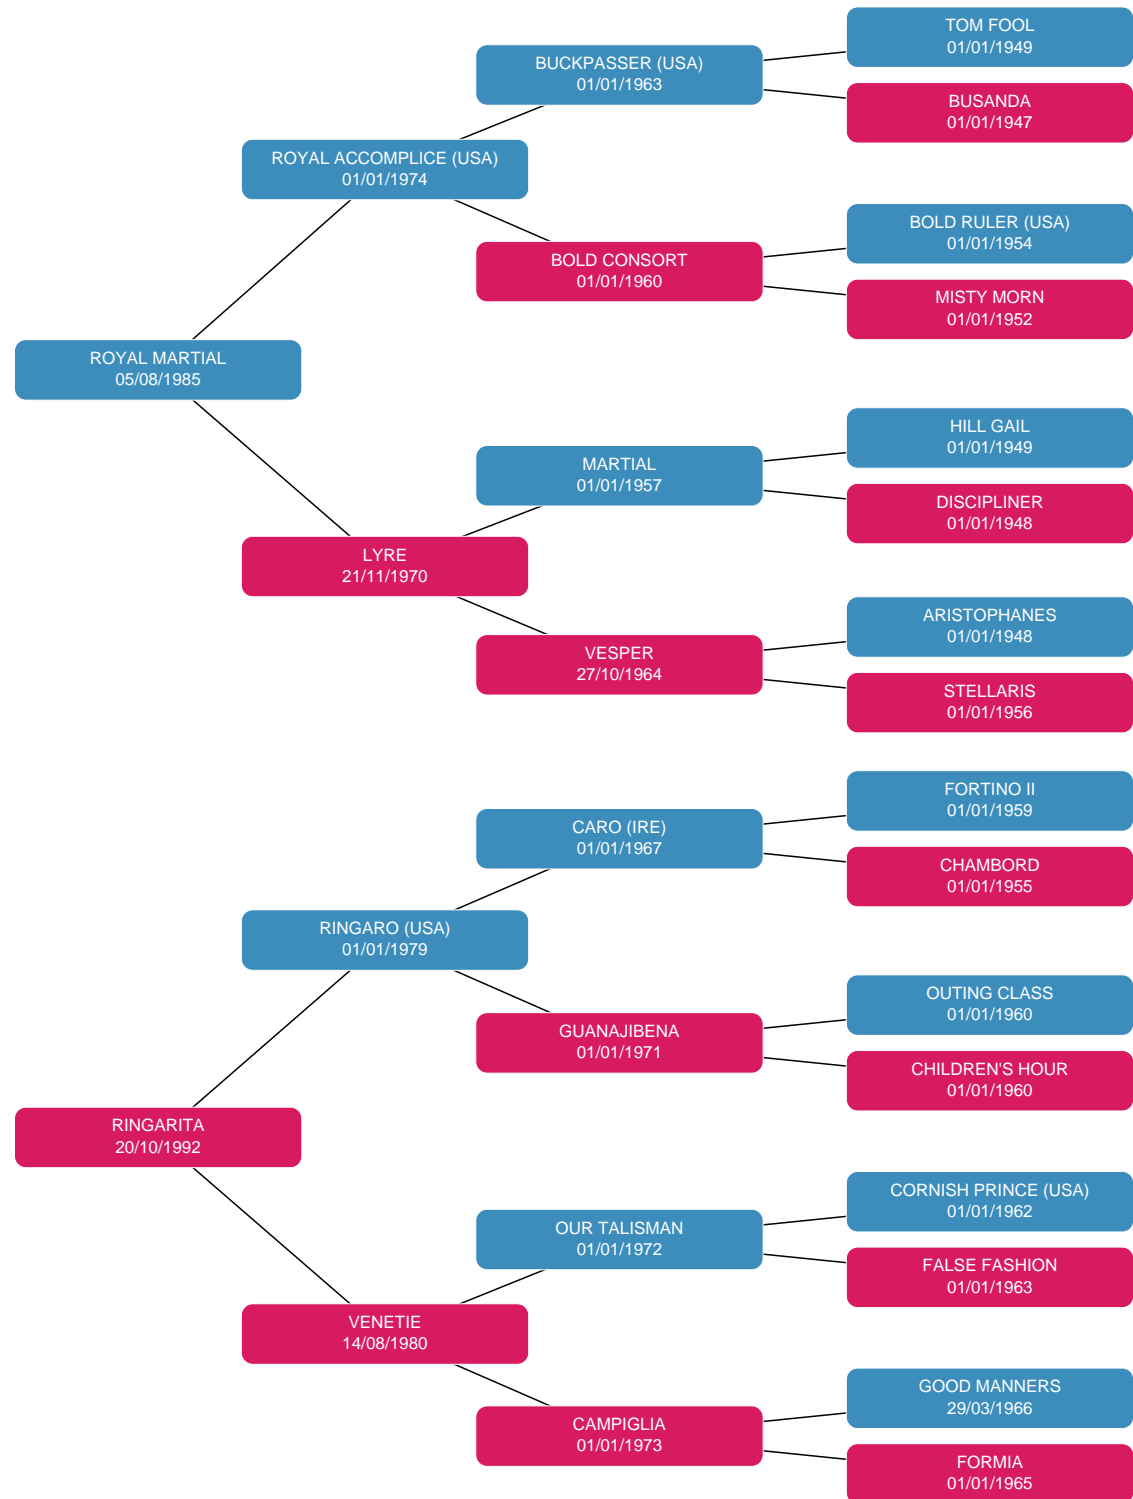 TOM FOOL
01/01/1949
BUCKPASSER (USA)
01/01/1963
BUSANDA
01/01/1947
ROYAL ACCOMPLICE (USA)
01/01/1974
BOLD RULER (USA)
01/01/1954
BOLD CONSORT
01/01/1960
MISTY MORN
01/01/1952
ROYAL MARTIAL
05/08/1985
HILL GAIL
01/01/1949
MARTIAL
01/01/1957
DISCIPLINER
01/01/1948
LYRE
21/11/1970
ARISTOPHANES
01/01/1948
VESPER
27/10/1964
STELLARIS
01/01/1956
FORTINO II
01/01/1959
CARO (IRE)
01/01/1967
CHAMBORD
01/01/1955
RINGARO (USA)
01/01/1979
OUTING CLASS
01/01/1960
GUANAJIBENA
01/01/1971
CHILDREN'S HOUR
01/01/1960
RINGARITA
20/10/1992
CORNISH PRINCE (USA)
01/01/1962
OUR TALISMAN
01/01/1972
FALSE FASHION
01/01/1963
VENETIE
14/08/1980
GOOD MANNERS
29/03/1966
CAMPIGLIA
01/01/1973
FORMIA
01/01/1965